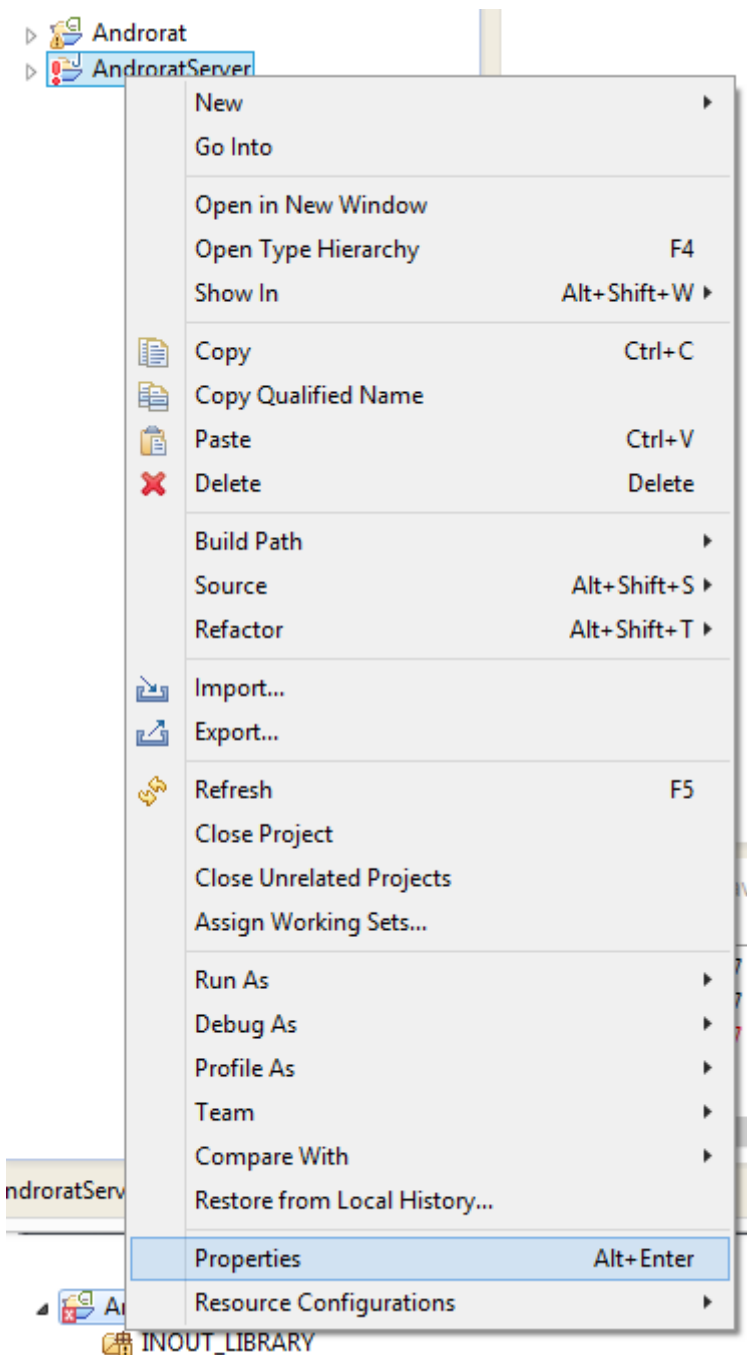 Androrat
AndroratServer
New
Go Into
Open in New Window
Open Type Hierarchy F4
Show In Alt+Shift+W
Copy Ctrl+C
Copy Qualified Name
Paste Ctrl+V
Delete Delete
Build Path
Source Alt+Shift+S
Refactor Alt+Shift+T
Import...
Export...
Refresh F5
Close Project
Close Unrelated Projects
Assign Working Sets...
Run As
Debug As
Profile As
Team
Compare With
ndroratServ
Restore from Local History...
Properties Alt+Enter
Resource Configurations
INOUT_LIBRARY